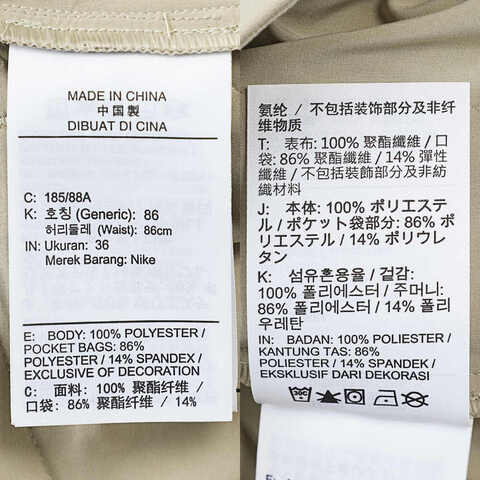 MADE IN CHINA
中国製
DIBUAT DI CINA
C: 185/88A
K: 호칭 (Generic): 86
허리둘레 (Waist): 86cm
IN: Ukuran: 36
Merek Barang: Nike
E: BODY: 100% POLYESTER /
POCKET BAGS: 86%
POLYESTER / 14% SPANDEX /
EXCLUSIVE OF DECORATION
C: 面料: 100% 聚酯纤维 /
口袋: 86% 聚酯纤维 / 14%
氨纶 / 不包括装饰部分及非纤
维物质
T: 表布: 100% 聚酯纖維 / 口
袋: 86% 聚酯纖維 / 14% 彈性
纖維 / 不包括裝飾部分及非紡
織材料
J: 本体: 100% ポリエステ
ル / ポケット袋部分: 86% ポ
リエステル / 14% ポリウレ
タン
K: 섬유혼용율 / 겉감:
100% 폴리에스터 / 주머니:
86% 폴리에스터 / 14% 폴리
우레탄
IN: BADAN: 100% POLIESTER /
KANTUNG TAS: 86%
POLIESTER / 14% SPANDEK /
EKSKLUSIF DARI DEKORASI
30C